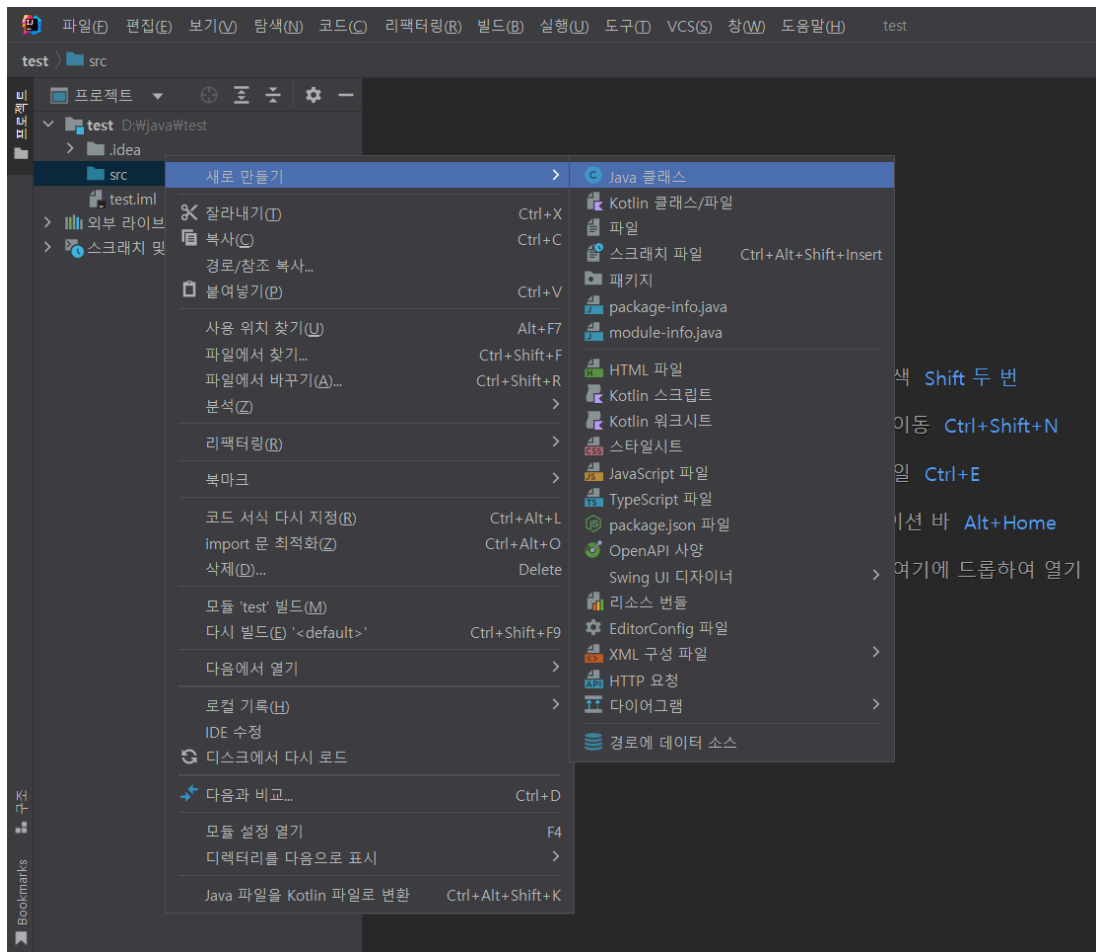 파일(F) 편집(E) 보기(V) 탐색(N) 코드(C) 리팩터링(R) 빌드(B) 실행(U) 도구(T) VCS(S) 창(W) 도움말(H) test
test src
프로젝트
프로젝트
test D:\java\test
.idea
src
test.iml
외부 라이브
스크래치 및
새로 만들기
잘라내기(T) Ctrl+X
복사(C) Ctrl+C
경로/참조 복사...
붙여넣기(P) Ctrl+V
사용 위치 찾기(U) Alt+F7
파일에서 찾기... Ctrl+Shift+F
파일에서 바꾸기(A)... Ctrl+Shift+R
분석(Z)
리팩터링(R)
북마크
코드 서식 다시 지정(R) Ctrl+Alt+L
import 문 최적화(Z) Ctrl+Alt+O
삭제(D)... Delete
모듈 'test' 빌드(M)
다시 빌드(E) '<default>' Ctrl+Shift+F9
다음에서 열기
로컬 기록(H)
IDE 수정
디스크에서 다시 로드
다음과 비교... Ctrl+D
모듈 설정 열기 F4
디렉터리를 다음으로 표시
Java 파일을 Kotlin 파일로 변환 Ctrl+Alt+Shift+K
Java 클래스
Kotlin 클래스/파일
파일
스크래치 파일 Ctrl+Alt+Shift+Insert
패키지
package-info.java
module-info.java
HTML 파일
Kotlin 스크립트
Kotlin 워크시트
스타일시트
JavaScript 파일
TypeScript 파일
package.json 파일
OpenAPI 사양
Swing UI 디자이너
리소스 번들
EditorConfig 파일
XML 구성 파일
HTTP 요청
다이어그램
경로에 데이터 소스
색 Shift 두 번
이동 Ctrl+Shift+N
일 Ctrl+E
이션 바 Alt+Home
여기에 드롭하여 열기
구조
Bookmarks